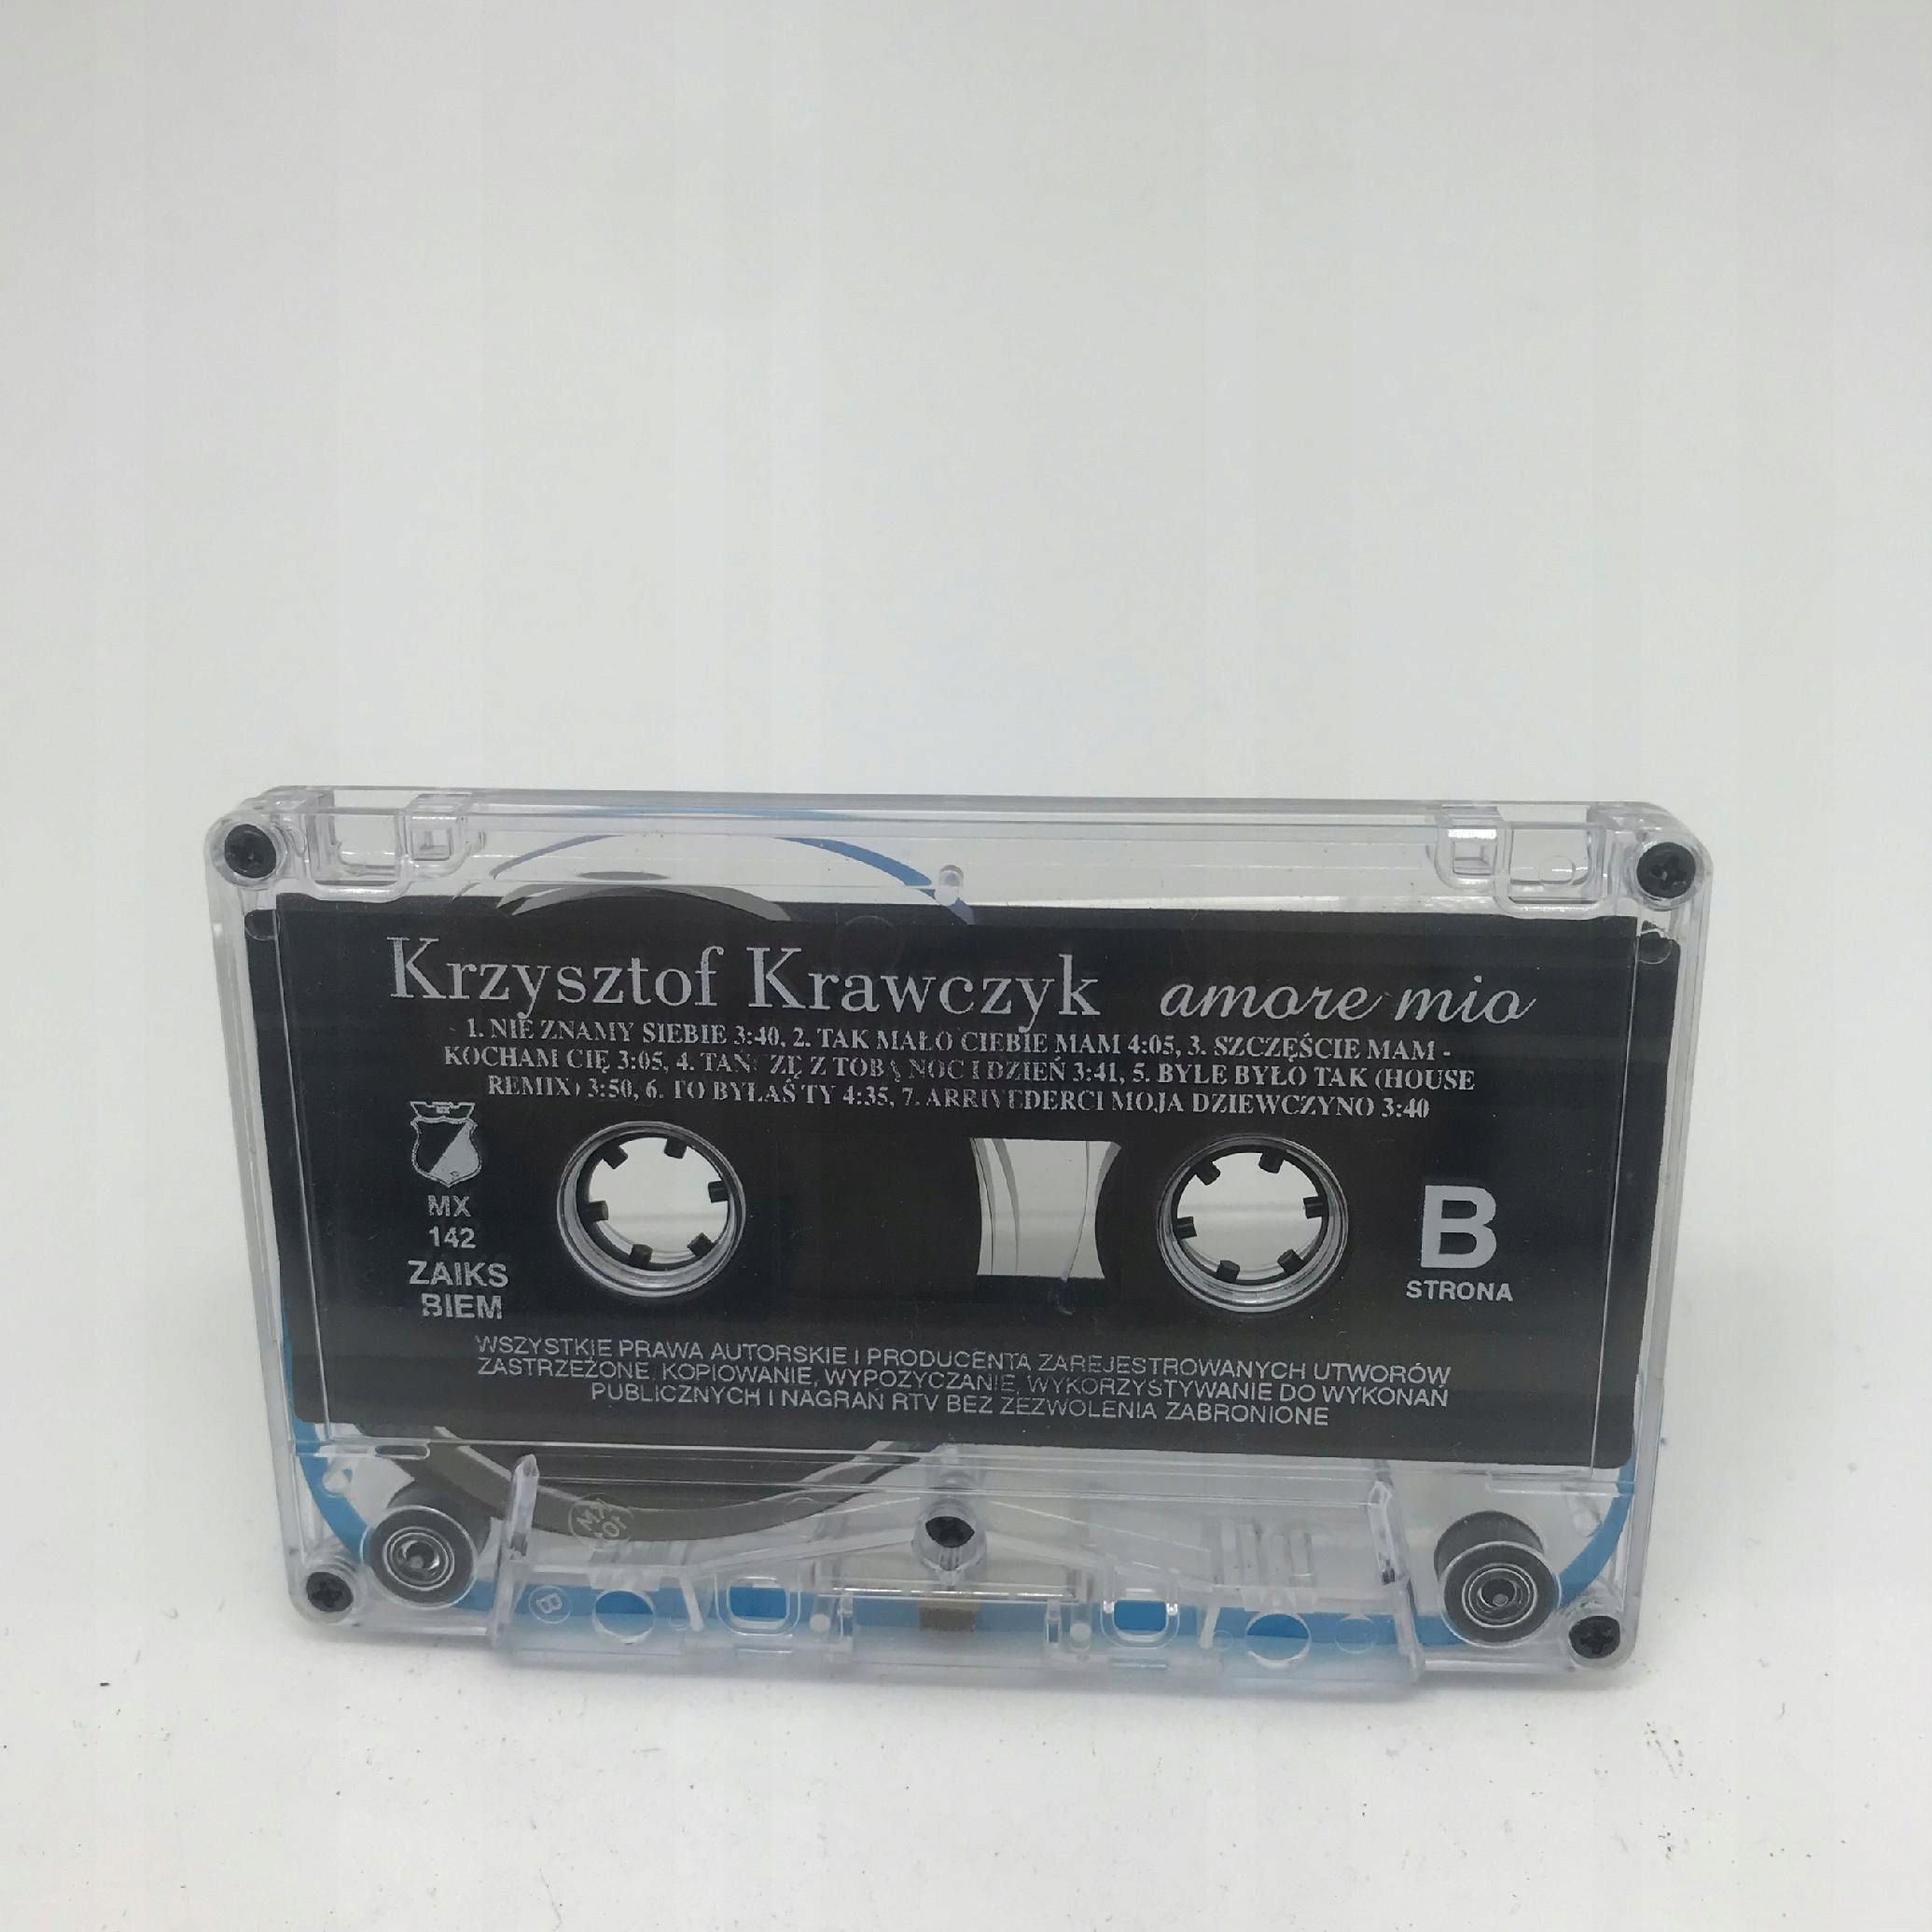 Krzysztof Krawczyk amore mio
1. NIE ZNAMY SIEBIE 3:40, 2. TAK MAŁO CIEBIE MAM 4:05, 3. SZCZĘŚCIE MAM -
KOCHAM CIĘ 3:05, 4. TAŃCZĘ Z TOBĄ NOC I DZIEŃ 3:41, 5. BYLE BYŁO TAK (HOUSE
REMIX) 3:50, 6. TO BYŁAŚ TY 4:35, 7. ARRIVEDERCI MOJA DZIEWCZYNO 3:40
MX
142
ZAIKS
BIEM
B
STRONA
WSZYSTKIE PRAWA AUTORSKIE I PRODUCENTA ZAREJESTROWANYCH UTWORÓW
ZASTRZEŻONE, KOPIOWANIE, WYPOŻYCZANIE, WYKORZYSTYWANIE DO WYKONAŃ
PUBLICZNYCH I NAGRAŃ RTV BEZ ZEZWOLENIA ZABRONIONE
B